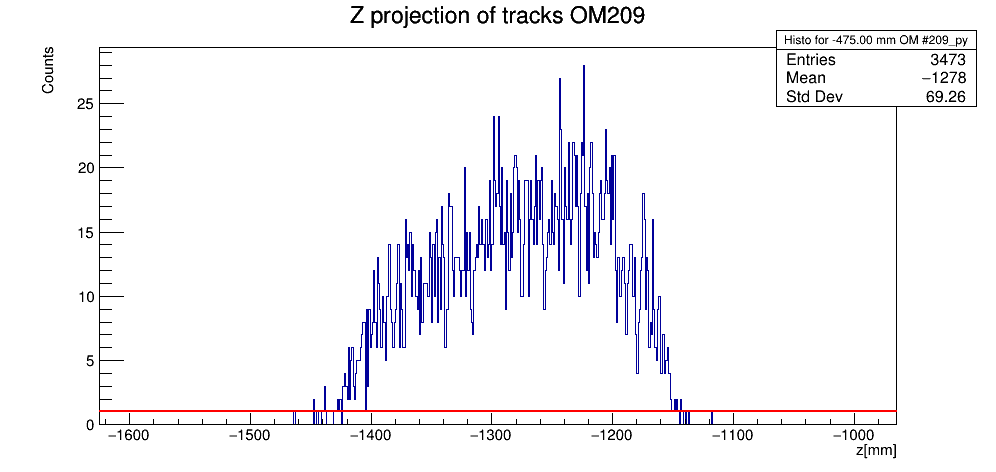 Z projection of tracks OM209
Histo for -475.00 mm OM #209_py
Entries 3473
Mean −1278
Std Dev 69.26
Counts
25
20
15
10
5
0
−1600 −1500 −1400 −1300 −1200 −1100 −1000
z[mm]